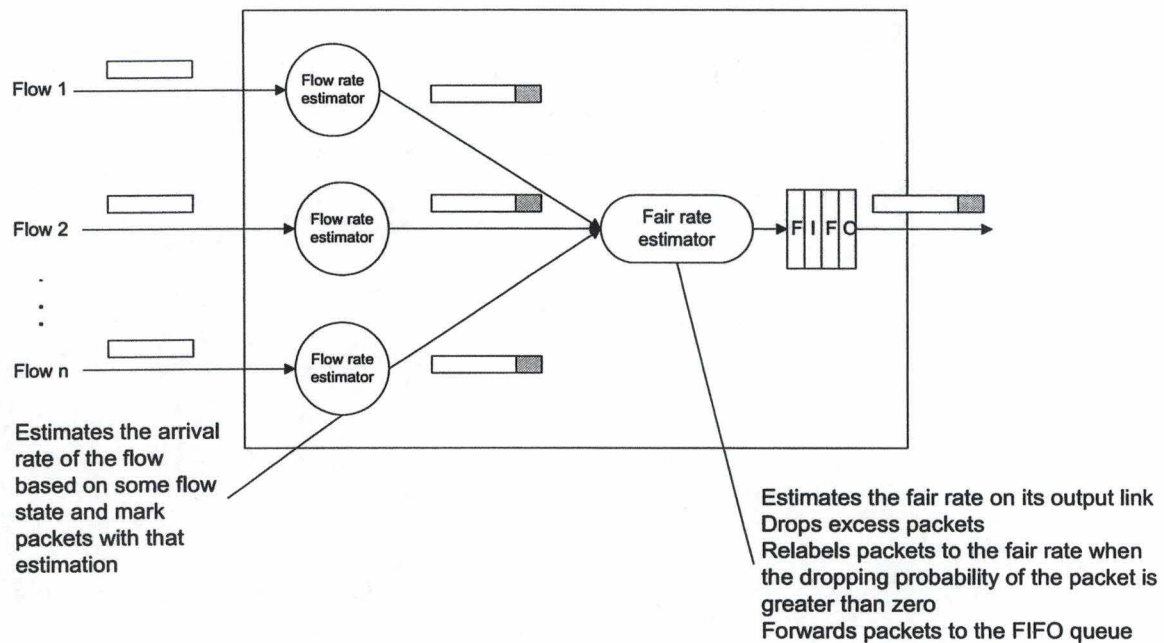 Flow 1
Flow rate
estimator
Flow 2
Flow rate
estimator
Fair rate
estimator
F I F O
Flow n
Flow rate
estimator
Estimates the arrival
rate of the flow
based on some flow
state and mark
packets with that
estimation
Estimates the fair rate on its output link
Drops excess packets
Relabels packets to the fair rate when
the dropping probability of the packet is
greater than zero
Forwards packets to the FIFO queue